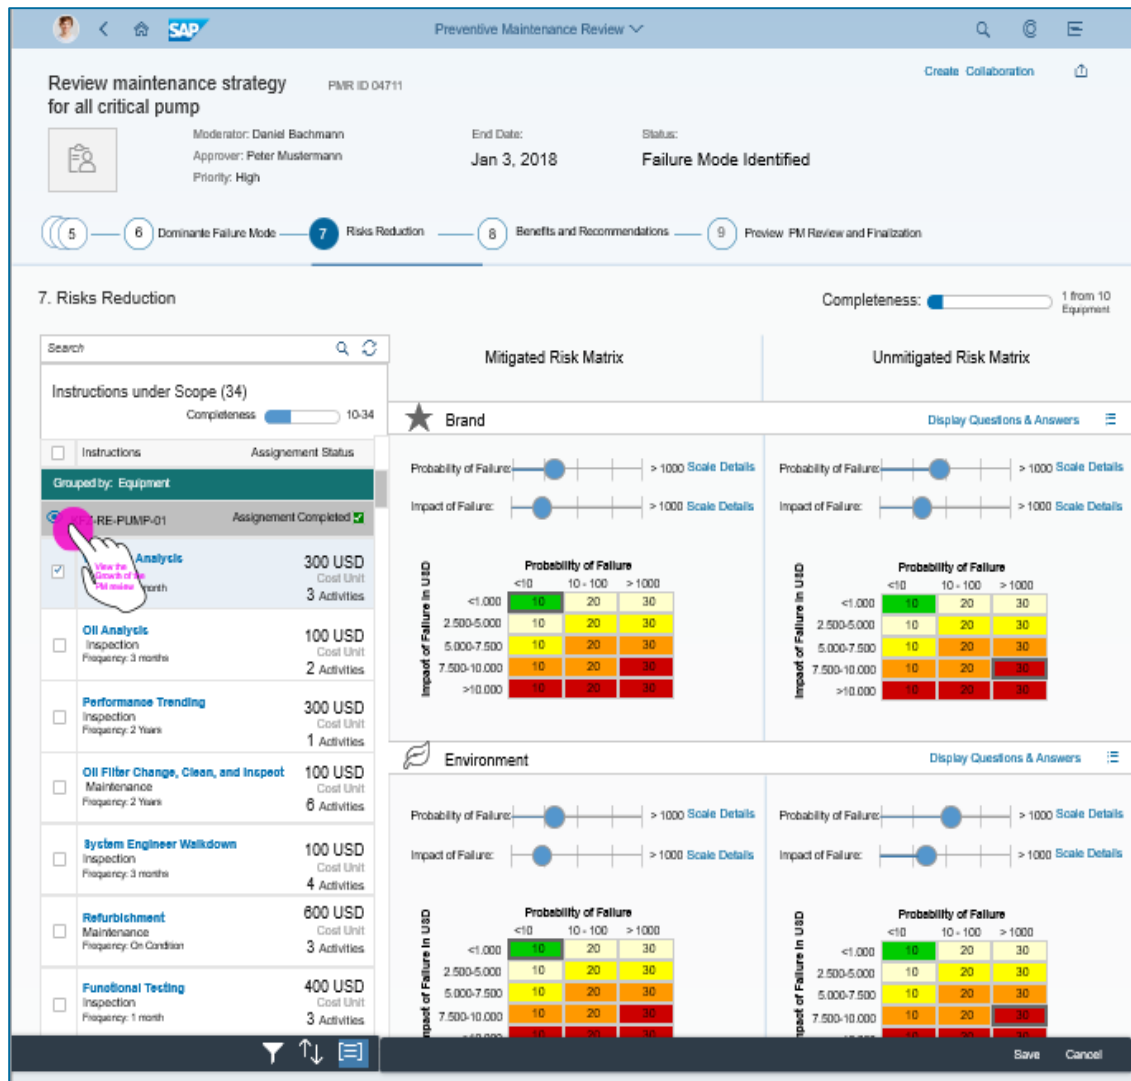 SAP
Preventive Maintenance Review
Create Collaboration
Review maintenance strategy
for all critical pump
PMR ID 04711
Moderator: Daniel Bachmann
Approver: Peter Mustermann
Priority: High
End Date:
Jan 3, 2018
Status:
Failure Mode Identified
5
6 Dominante Failure Mode
7 Risks Reduction
8 Benefits and Recommendations
9 Preview PM Review and Finalization
7. Risks Reduction
Completeness:
1 from 10
Equipment
Search
Instructions under Scope (34)
Completeness 10-34
Instructions Assignement Status
Grouped by: Equipment
-RE-PUMP-01 Assignement Completed
Analysis
300 USD
Cost Unit
month
3 Activities
View the
Growth of the
PM review
Oil Analysis
100 USD
Inspection
Frequency: 3 months
2 Activities
Performance Trending
300 USD
Inspection
Cost Unit
Frequency: 2 Years
1 Activities
Oil Filter Change, Clean, and Inspect
100 USD
Maintenance
Cost Unit
Frequency: 2 Years
6 Activities
System Engineer Walkdown
100 USD
Inspection
Cost Unit
Frequency: 3 months
4 Activities
Refurbishment
600 USD
Maintenance
Cost Unit
Frequency: On Condition
3 Activities
Functional Testing
400 USD
Inspection
Cost Unit
Frequency: 1 month
3 Activities
Mitigated Risk Matrix
Unmitigated Risk Matrix
Brand
Display Questions & Answers
Probability of Failure: > 1000 Scale Details
Impact of Failure: > 1000 Scale Details
Probability of Failure: > 1000 Scale Details
Impact of Failure: > 1000 Scale Details
Impact of Failure in USD
Probability of Failure
<10 10 - 100 > 1000
<1.000 10 20 30
2.500-5.000 10 20 30
5.000-7.500 10 20 30
7.500-10.000 10 20 30
>10.000 10 20 30
Impact of Failure in USD
Probability of Failure
<10 10 - 100 > 1000
<1.000 10 20 30
2.500-5.000 10 20 30
5.000-7.500 10 20 30
7.500-10.000 10 20 30
>10.000 10 20 30
Environment
Display Questions & Answers
Probability of Failure: > 1000 Scale Details
Impact of Failure: > 1000 Scale Details
Probability of Failure: > 1000 Scale Details
Impact of Failure: > 1000 Scale Details
mpact of Failure in USD
Probability of Failure
<10 10 - 100 > 1000
<1.000 10 20 30
2.500-5.000 10 20 30
5.000-7.500 10 20 30
7.500-10.000 10 20 30
mpact of Failure in USD
Probability of Failure
<10 10 - 100 > 1000
<1.000 10 20 30
2.500-5.000 10 20 30
5.000-7.500 10 20 30
7.500-10.000 10 20 30
Save Cancel